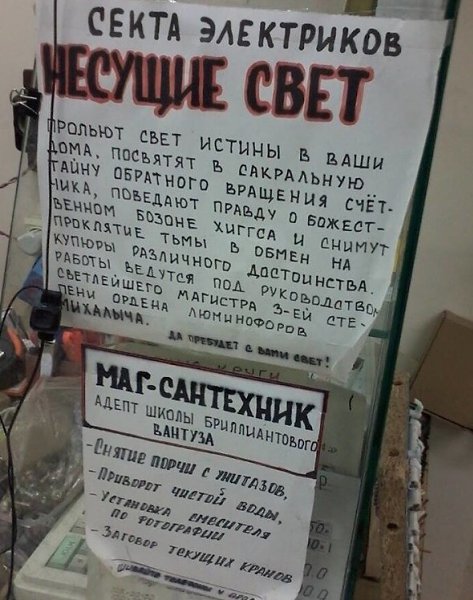 СЕКТА ЭЛЕКТРИКОВ
НЕСУЩИЕ СВЕТ
ПРОЛЬЮТ СВЕТ ИСТИНЫ В ВАШИ
ДОМА, ПОСВЯТЯТ В САКРАЛЬНУЮ
ТАЙНУ ОБРАТНОГО ВРАЩЕНИЯ СЧЁТ-
ЧИКА, ПОВЕДАЮТ ПРАВДУ О БОЖЕСТ-
ВЕННОМ БОЗОНЕ ХИГГСА И СНИМУТ
ПРОКЛЯТИЕ ТЬМЫ В ОБМЕН НА
КУПЮРЫ РАЗЛИЧНОГО ДОСТОИНСТВА.
РАБОТЫ ВЕДУТСЯ ПОД РУКОВОДСТВОМ
СВЕТЛЕЙШЕГО МАГИСТРА 3-ЕЙ СТЕ-
ПЕНИ ОРДЕНА ЛЮМИНОФОРОВ
МИХАЛЫЧА.
ДА ПРЕБУДЕТ С ВАМИ СВЕТ!
КРУГИ
МАГ-САНТЕХНИК
АДЕПТ ШКОЛЫ БРИЛЛИАНТОВОГО
ВАНТУЗА
-СНЯТИЕ ПОРЧИ С УНИТАЗОВ,
-ПРИВОРОТ ЧИСТОЙ ВОДЫ,
-УСТАНОВКА СМЕСИТЕЛЯ
ПО ФОТОГРАФИИ
-ЗАГОВОР ТЕКУЩИХ КРАНОВ